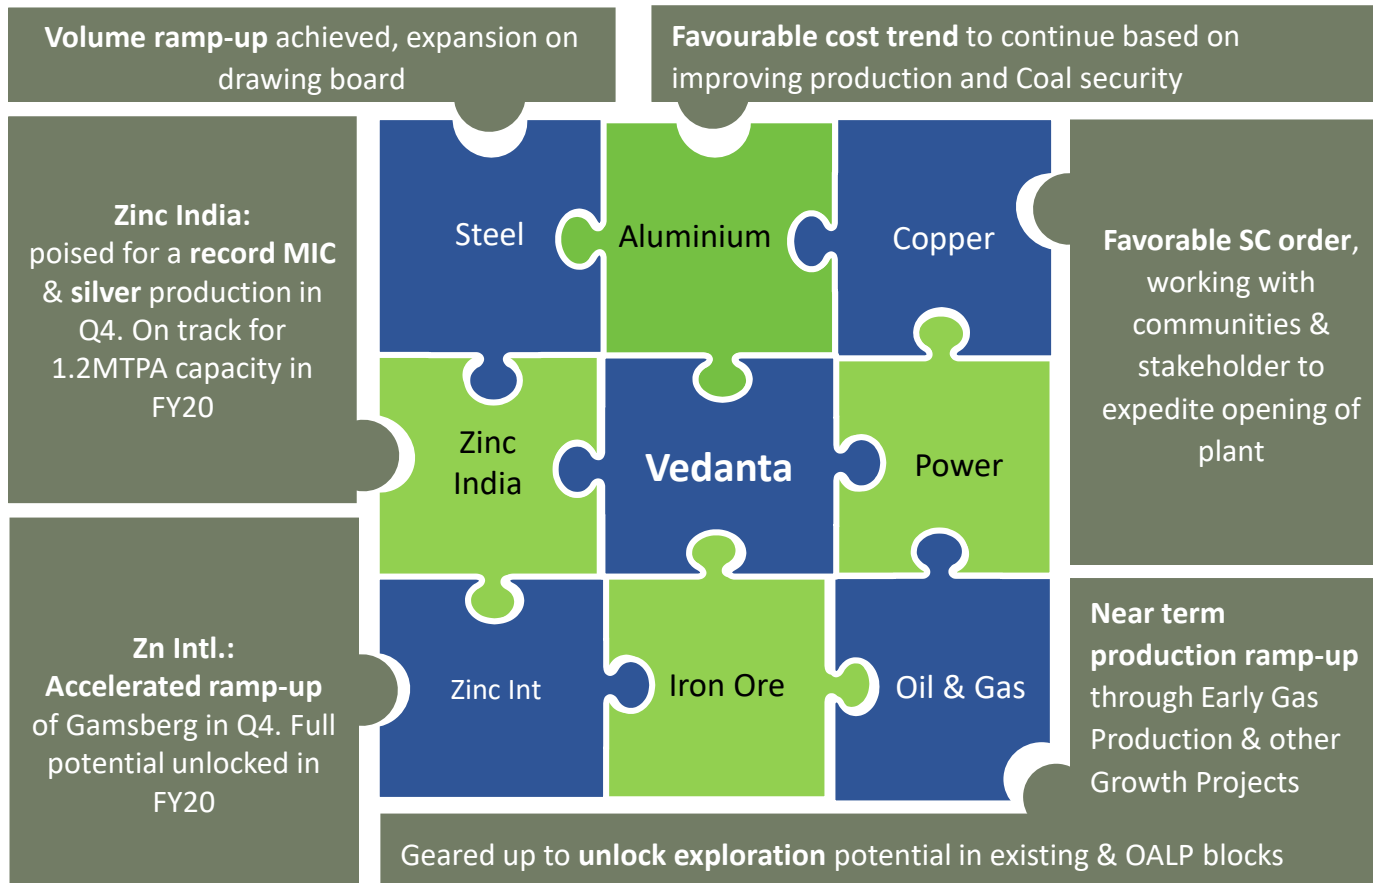 Volume ramp-up achieved, expansion on
drawing board
Favourable cost trend to continue based on
improving production and Coal security
Zinc India:
poised for a record MIC
& silver production in
Q4. On track for
1.2MTPA capacity in
FY20
Steel
Aluminium
Copper
Favorable SC order,
working with
communities &
stakeholder to
expedite opening of
plant
Zinc
India
Vedanta
Power
Zn Intl.:
Accelerated ramp-up
of Gamsberg in Q4. Full
potential unlocked in
FY20
Zinc Int
Iron Ore
Oil & Gas
Near term
production ramp-up
through Early Gas
Production & other
Growth Projects
Geared up to unlock exploration potential in existing & OALP blocks